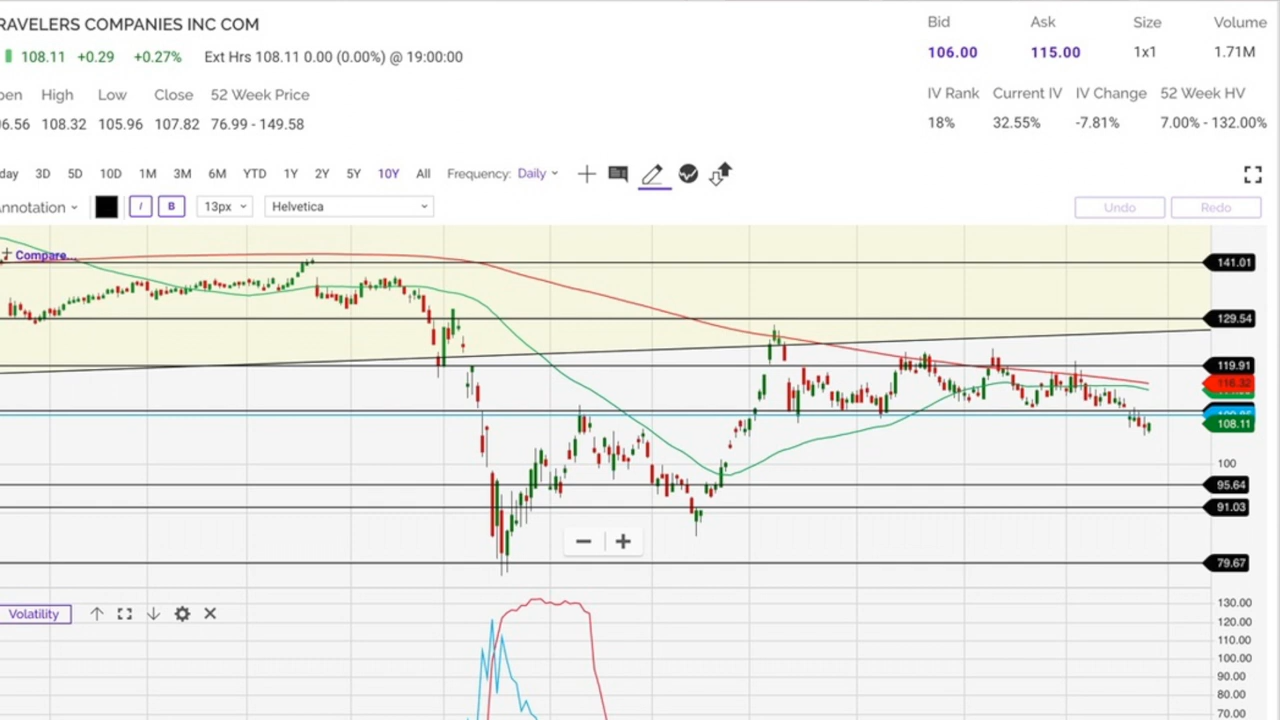 RAVELERS COMPANIES INC COM
108.11 +0.29 +0.27% Ext Hrs 108.11 0.00 (0.00%) @ 19:00:00
Bid Ask Size Volume
106.00 115.00 1x1 1.71M
pen High Low Close 52 Week Price
6.56 108.32 105.96 107.82 76.99 - 149.58
IV Rank Current IV IV Change 52 Week HV
18% 32.55% -7.81% 7.00% - 132.00%
day 3D 5D 10D 1M 3M 6M YTD 1Y 2Y 5Y 10Y All Frequency: Daily
nnotation I B 13px Helvetica Undo Redo
+ Compare...
141.01
129.54
119.91
116.32
108.11
100
95.64
91.03
79.67
Volatility
130.00
120.00
110.00
100.00
90.00
80.00
70.00